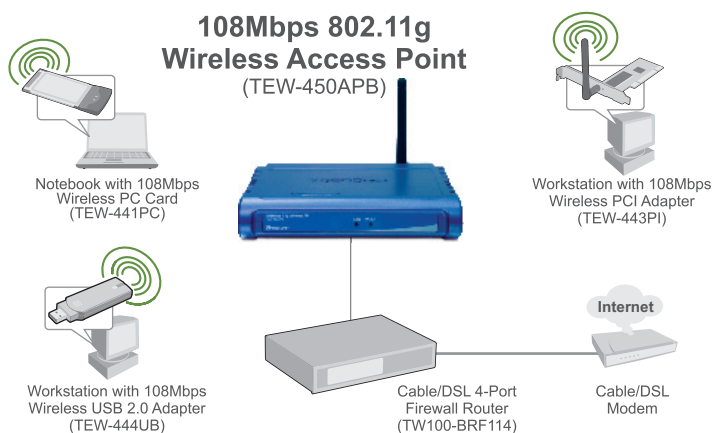 108Mbps 802.11g
Wireless Access Point
(TEW-450APB)
Notebook with 108Mbps
Wireless PC Card
(TEW-441PC)
Workstation with 108Mbps
Wireless PCI Adapter
(TEW-443PI)
Workstation with 108Mbps
Wireless USB 2.0 Adapter
(TEW-444UB)
Cable/DSL 4-Port
Firewall Router
(TW100-BRF114)
Internet
Cable/DSL
Modem